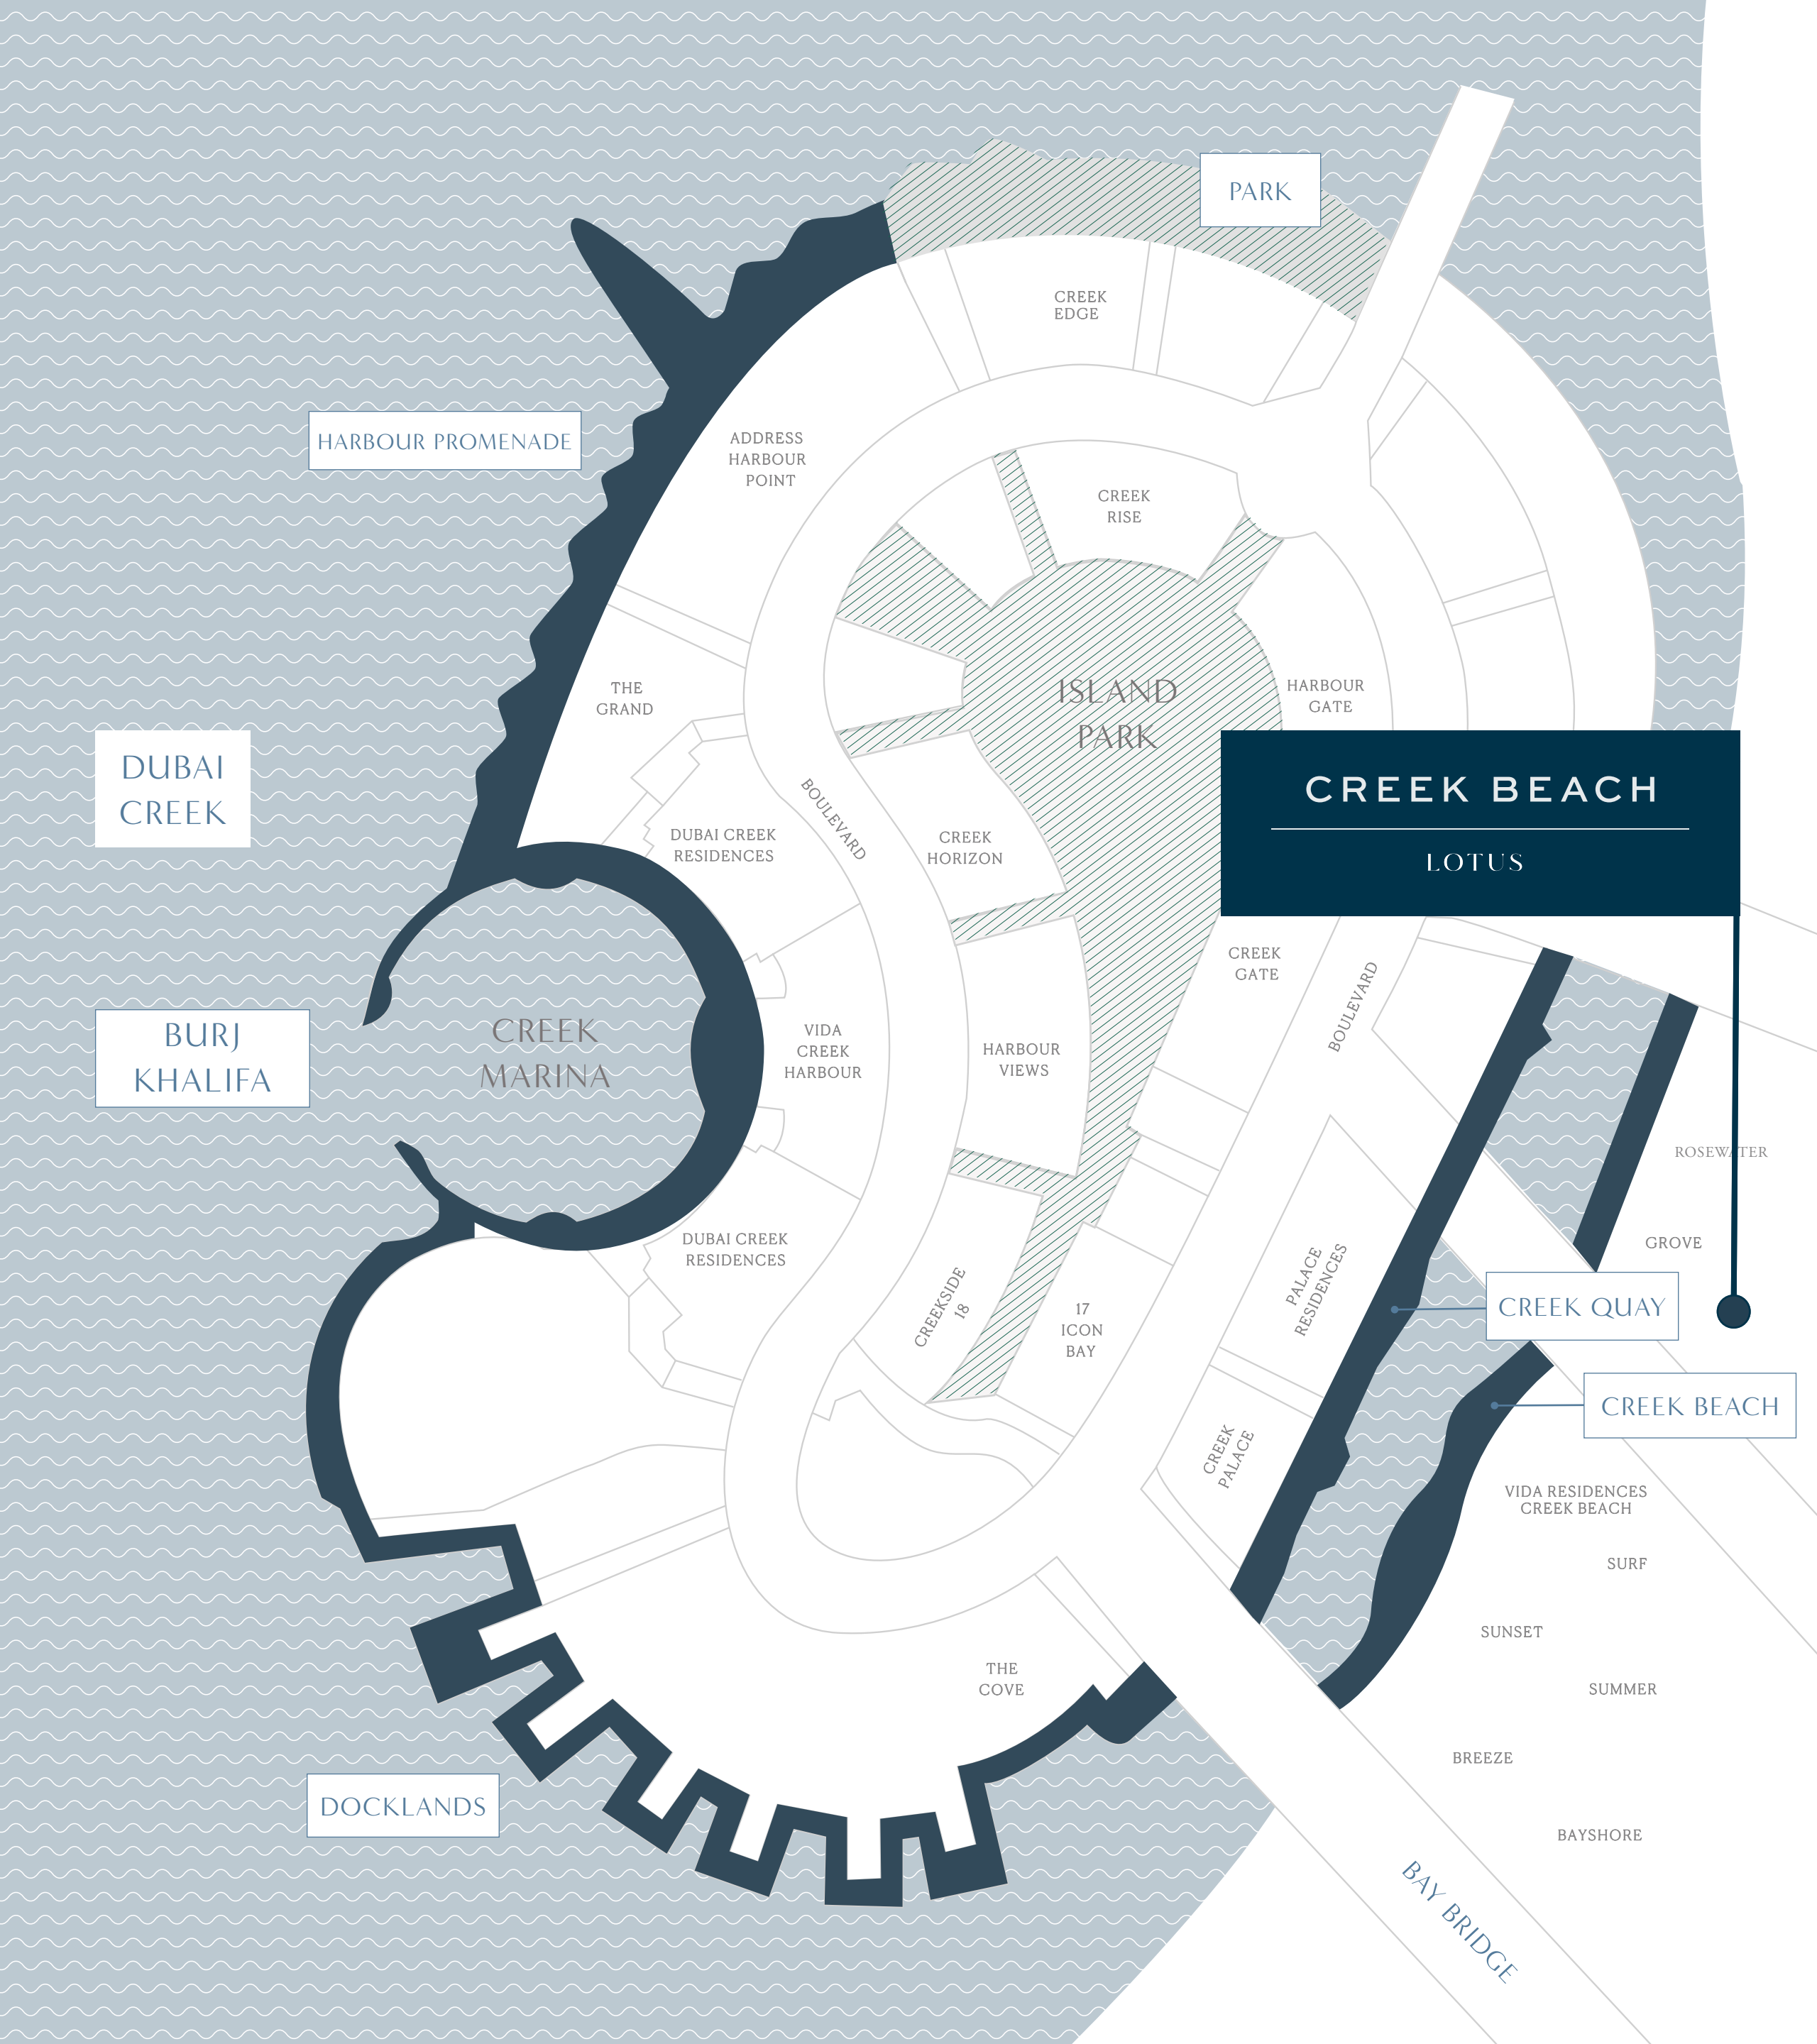 PARK
CREEK
EDGE
HARBOUR PROMENADE
ADDRESS
HARBOUR
POINT
CREEK
RISE
THE
GRAND
ISLAND
PARK
HARBOUR
GATE
DUBAI
CREEK
CREEK BEACH
LOTUS
BOULEVARD
DUBAI CREEK
RESIDENCES
CREEK
HORIZON
CREEK
GATE
BOULEVARD
BURJ
KHALIFA
CREEK
MARINA
VIDA
CREEK
HARBOUR
HARBOUR
VIEWS
ROSEWATER
DUBAI CREEK
RESIDENCES
GROVE
PALACE
RESIDENCES
CREEKSIDE
18
17
ICON
BAY
CREEK QUAY
CREEK BEACH
CREEK
PALACE
VIDA RESIDENCES
CREEK BEACH
SURF
SUNSET
THE
COVE
SUMMER
BREEZE
DOCKLANDS
BAYSHORE
BAY BRIDGE